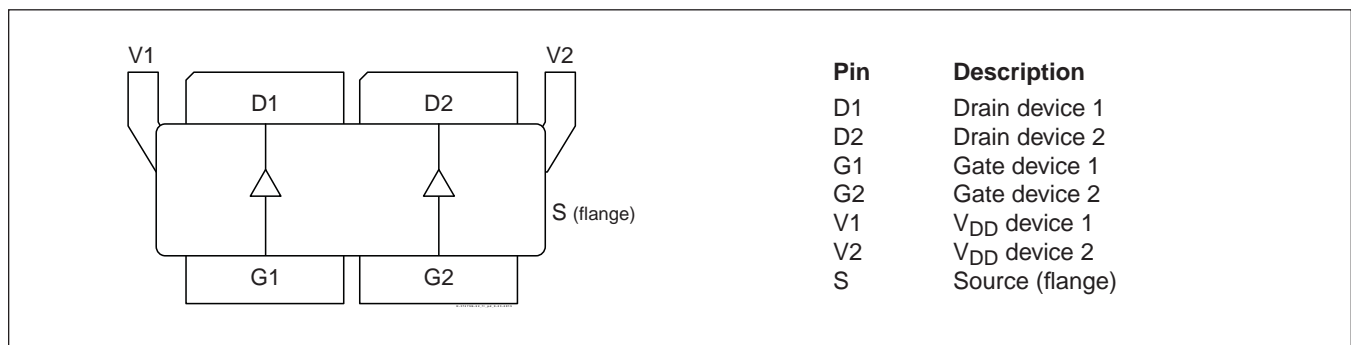 V1
V2
D1
D2
S (flange)
G1
G2
Pin Description
D1 Drain device 1
D2 Drain device 2
G1 Gate device 1
G2 Gate device 2
V1 VDD device 1
V2 VDD device 2
S Source (flange)